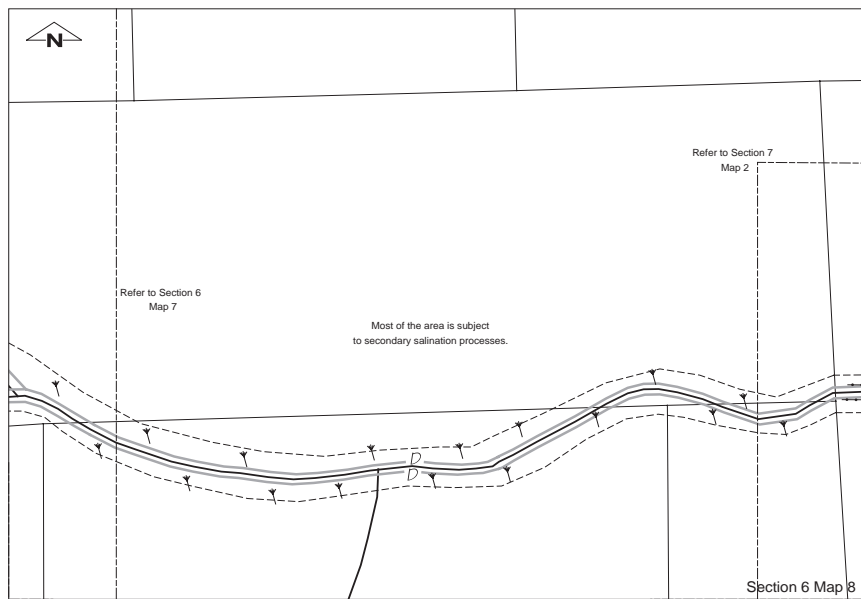 N
Refer to Section 7
Map 2
Refer to Section 6
Map 7
Most of the area is subject
to secondary salination processes.
D
D
Section 6 Map 8